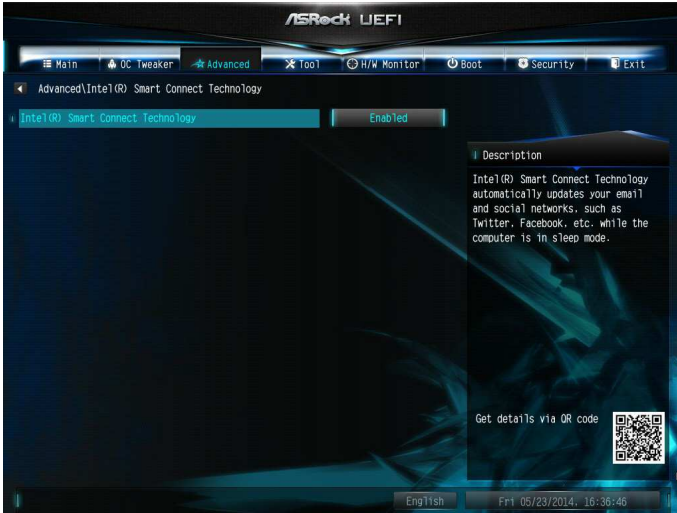 ASRock UEFI
Main
OC Tweaker
Advanced
Tool
H/W Monitor
Boot
Security
Exit
Advanced\Intel(R) Smart Connect Technology
Intel(R) Smart Connect Technology
Enabled
Description
Intel(R) Smart Connect Technology
automatically updates your email
and social networks, such as
Twitter, Facebook, etc. while the
computer is in sleep mode.
Get details via QR code
English
Fri 05/23/2014, 16:36:46